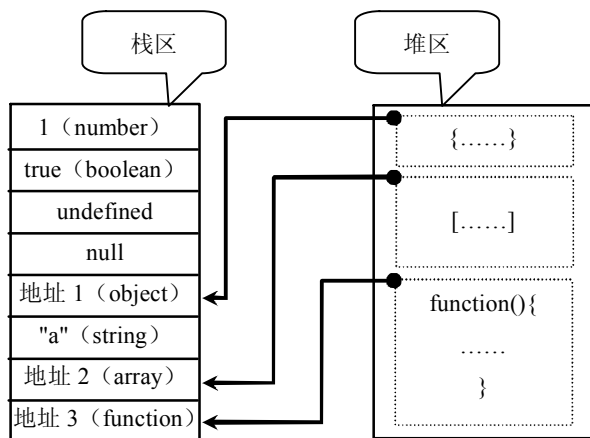 栈区
堆区
1（number）
true（boolean）
undefined
null
地址 1（object）
"a"（string）
地址 2（array）
地址 3（function）
{……}
[……]
function(){
……
}